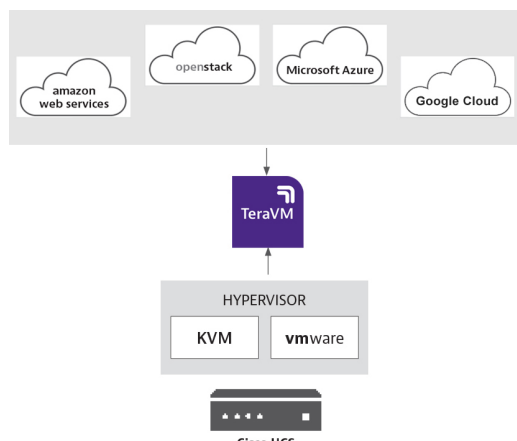 openstack
Microsoft Azure
amazon
web services
Google Cloud
TeraVM
HYPERVISOR
KVM
vmware